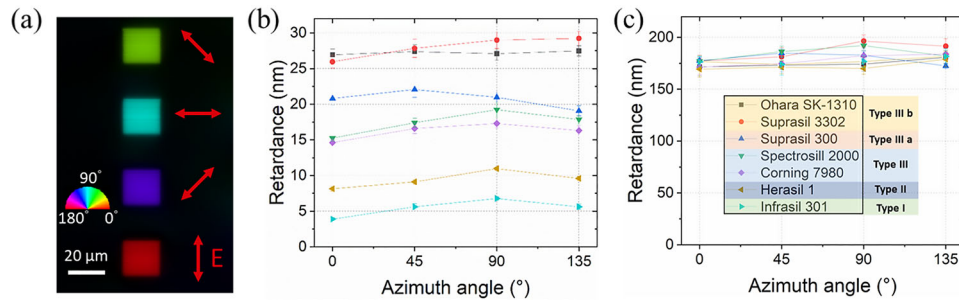 (a)
90°
180°
0°
20 µm
E
(b)
Retardance (nm)
30
25
20
15
10
5
0
0
45
90
135
Azimuth angle (°)
(c)
Retardance (nm)
200
150
100
50
0
Ohara SK-1310
Suprasil 3302
Type III b
Suprasil 300
Type III a
Spectrosill 2000
Corning 7980
Type III
Herasil 1
Type II
Infrasil 301
Type I
0
45
90
135
Azimuth angle (°)